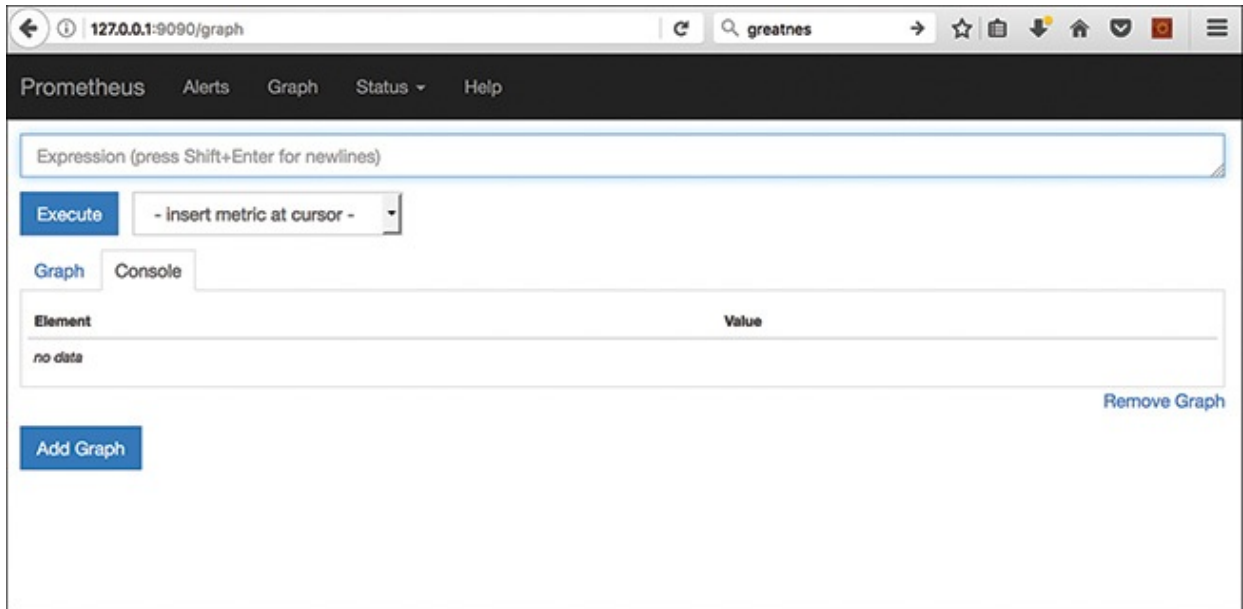 127.0.0.1:9090/graph greatnes
Prometheus Alerts Graph Status Help
Expression (press Shift+Enter for newlines)
Execute - insert metric at cursor -
Graph Console
Element Value
no data
Remove Graph
Add Graph